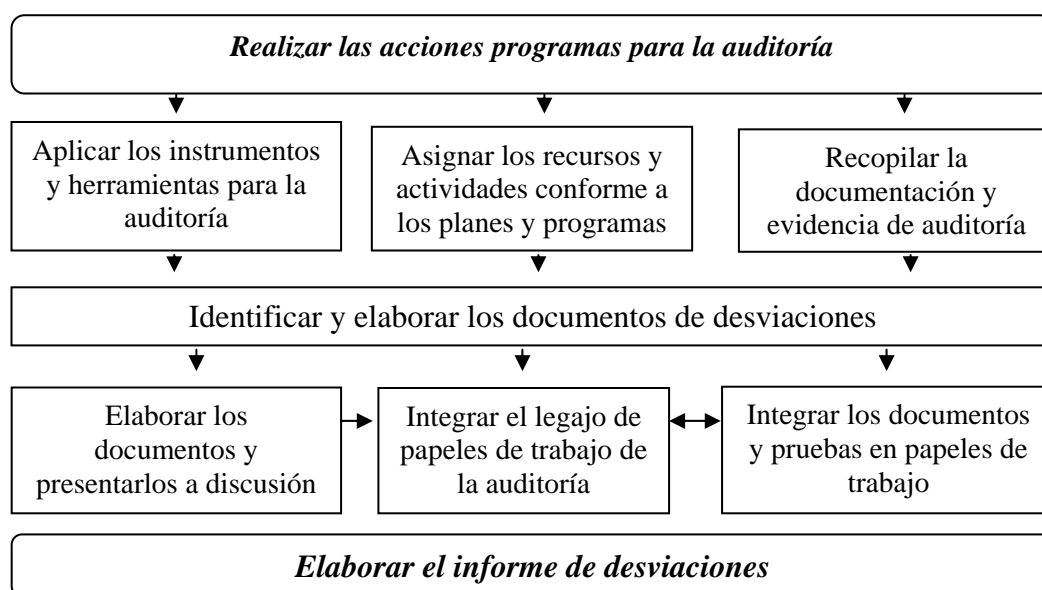 Realizar las acciones programas para la auditoría
Aplicar los instrumentos
y herramientas para la
auditoría
Asignar los recursos y
actividades conforme a
los planes y programas
Recopilar la
documentación y
evidencia de auditoría
Identificar y elaborar los documentos de desviaciones
Elaborar los
documentos y
presentarlos a discusión
Integrar el legajo de
papeles de trabajo de
la auditoría
Integrar los documentos
y pruebas en papeles de
trabajo
Elaborar el informe de desviaciones